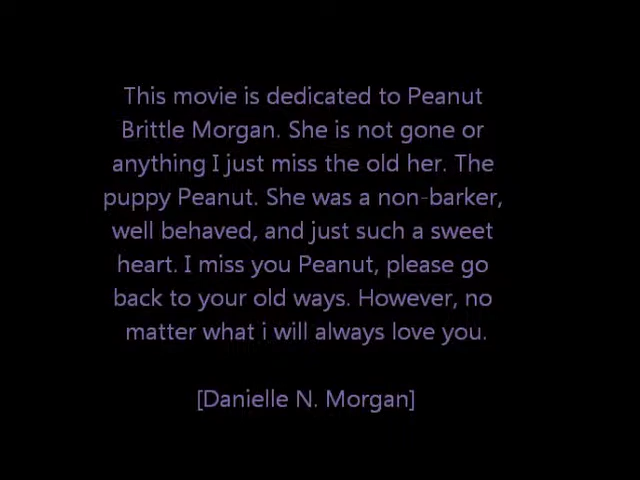 This movie is dedicated to Peanut
Brittle Morgan. She is not gone or
anything I just miss the old her. The
puppy Peanut. She was a non-barker,
well behaved, and just such a sweet
heart. I miss you Peanut, please go
back to your old ways. However, no
matter what i will always love you.
[Danielle N. Morgan]